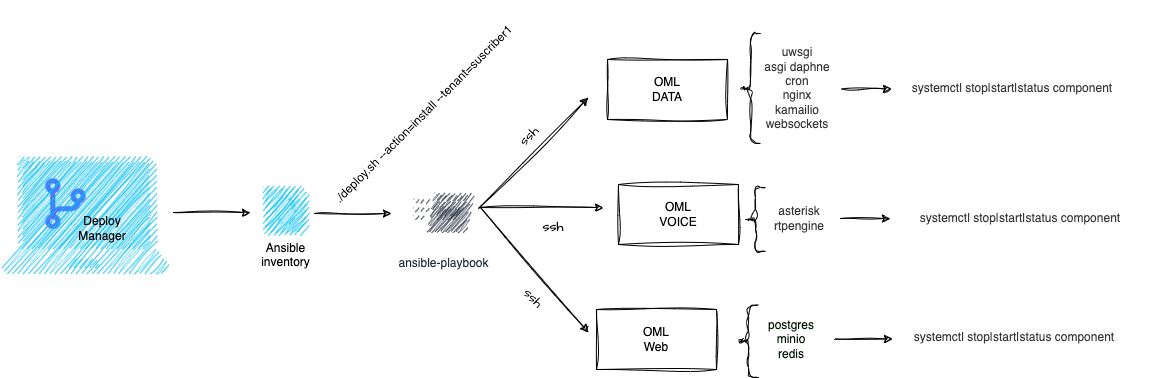 Deploy
Manager
Ansible
inventory
./deploy.sh --action=install --tenant=suscriber1
ansible-playbook
ssh
ssh
ssh
OML
DATA
uwsgi
asgi daphne
cron
nginx
kamailio
websockets
systemctl stop|start|status component
OML
VOICE
asterisk
rtpengine
systemctl stop|start|status component
OML
Web
postgres
minio
redis
systemctl stop|start|status component